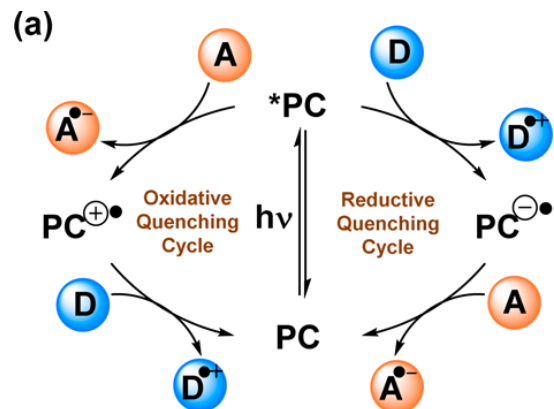 (a)
A
D
*PC
A•−
D•+
PC⊕•
Oxidative
Quenching
Cycle
hν
Reductive
Quenching
Cycle
PC⊖•
D
A
PC
D•+
A•−